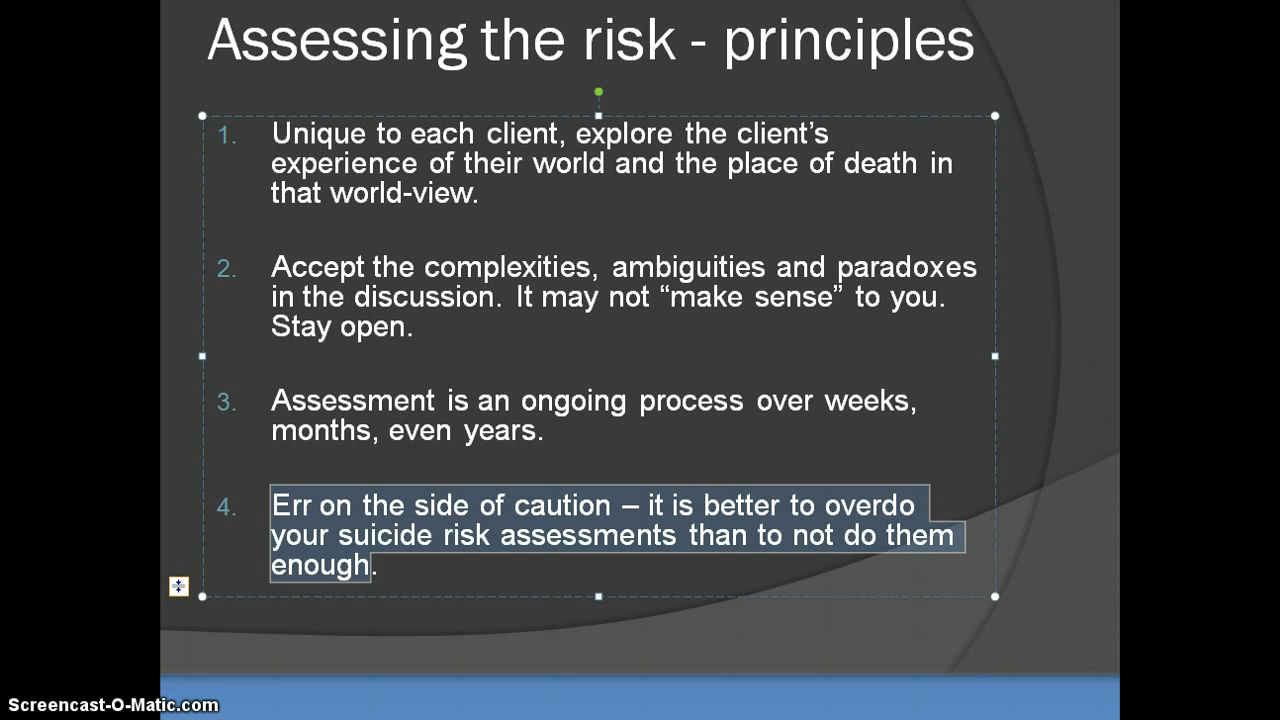 Assessing the risk - principles
1. Unique to each client, explore the client’s
experience of their world and the place of death in
that world-view.
2. Accept the complexities, ambiguities and paradoxes
in the discussion. It may not “make sense” to you.
Stay open.
3. Assessment is an ongoing process over weeks,
months, even years.
4. Err on the side of caution – it is better to overdo
your suicide risk assessments than to not do them
enough.
Screencast-O-Matic.com